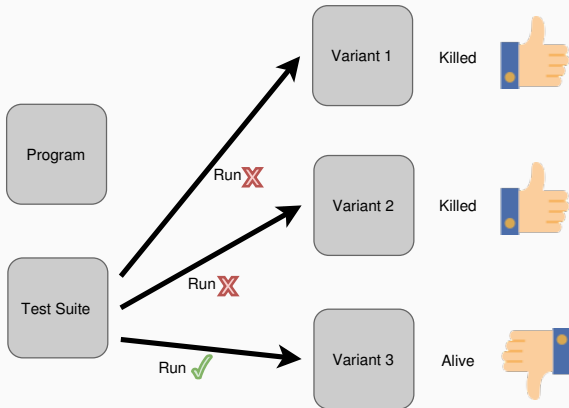 Variant 1
Killed
Program
Run
Variant 2
Killed
Run
Test Suite
Variant 3
Alive
Run